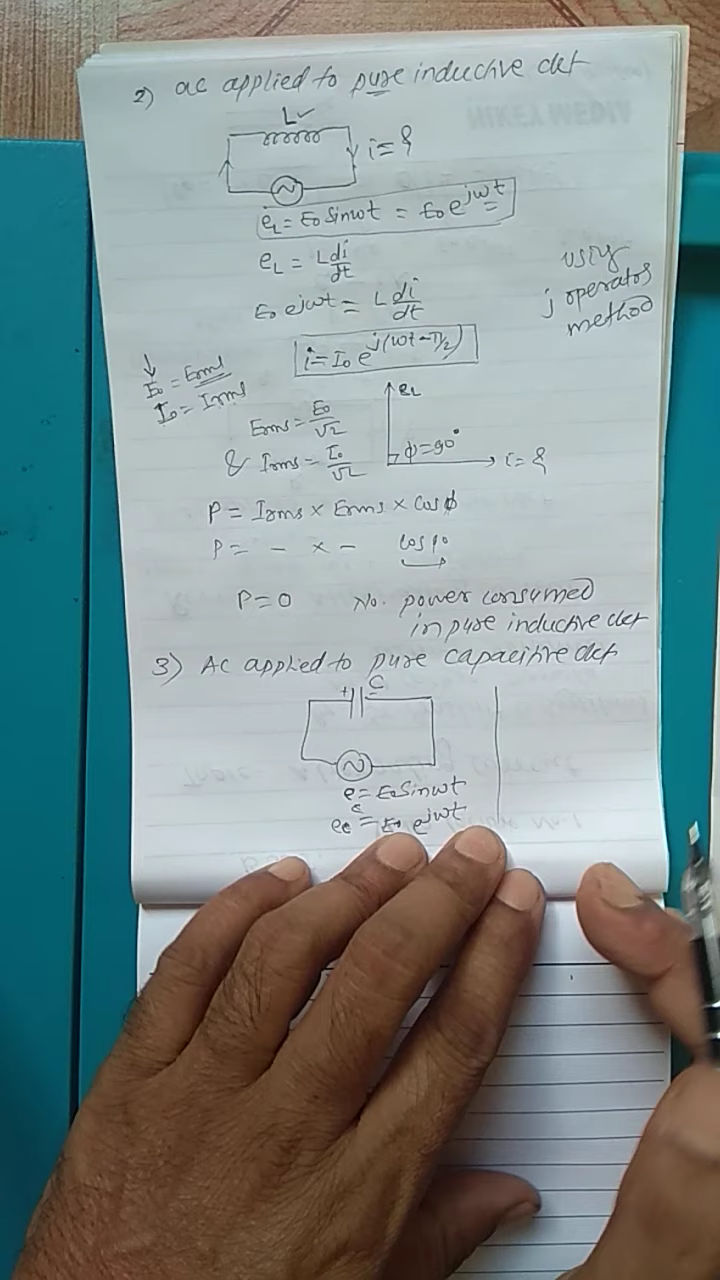 2) ac applied to pure inductive ckt
L✓
i = ?
eL = E0 Sinωt = E0 e^jωt
eL = L di/dt
using
j operator
method
E0 e^jωt = L di/dt
i = I0 e^j(ωt-π/2)
↓
E0 = Erms
I0 = Irms
Erms = E0/√2
& Irms = I0/√2
eL
φ = 90°
i = ?
P = Irms × Erms × Cos φ
P = – × – Cos 90
P = 0 No. power consumed
in pure inductive ckt
3) AC applied to pure capacitive ckt
+ C
e = E0 Sinωt
c
ec = E0 e^jωt